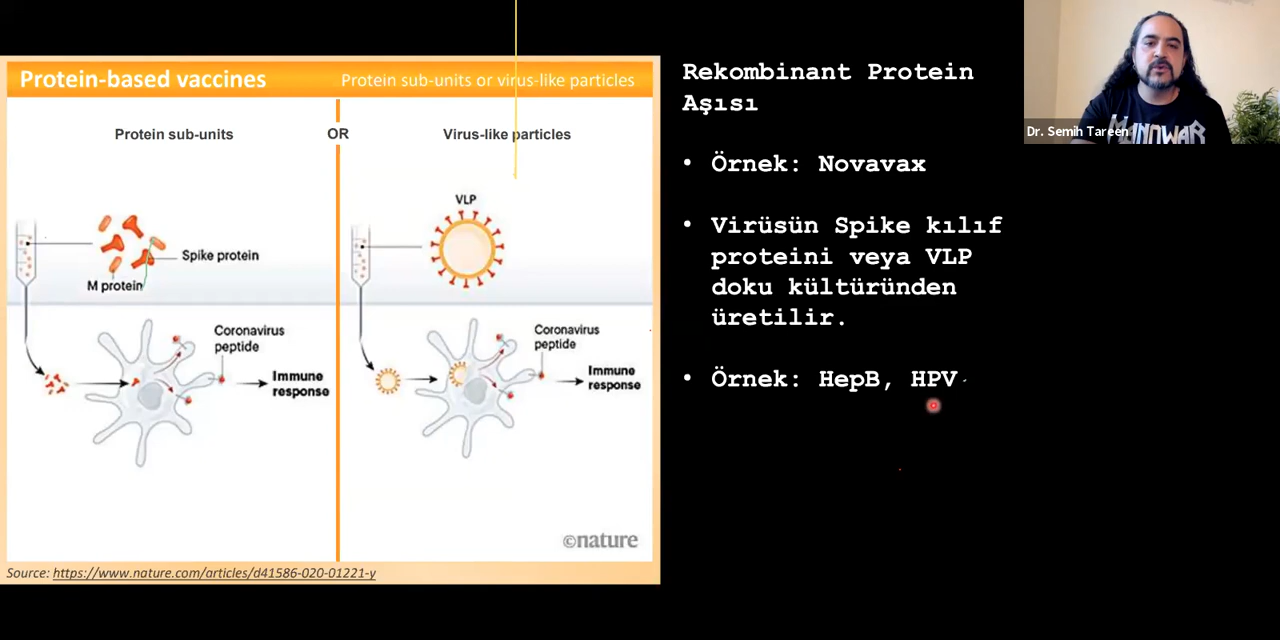 Protein-based vaccines
Protein sub-units or virus-like particles
Protein sub-units
OR
Virus-like particles
VLP
Spike protein
M protein
Coronavirus
peptide
Immune
response
Coronavirus
peptide
Immune
response
©nature
Source: https://www.nature.com/articles/d41586-020-01221-y
Rekombinant Protein
Aşısı
• Örnek: Novavax
• Virüsün Spike kılıf
proteini veya VLP
doku kültüründen
üretilir.
• Örnek: HepB, HPV
Dr. Semih Tareen
MANOWAR